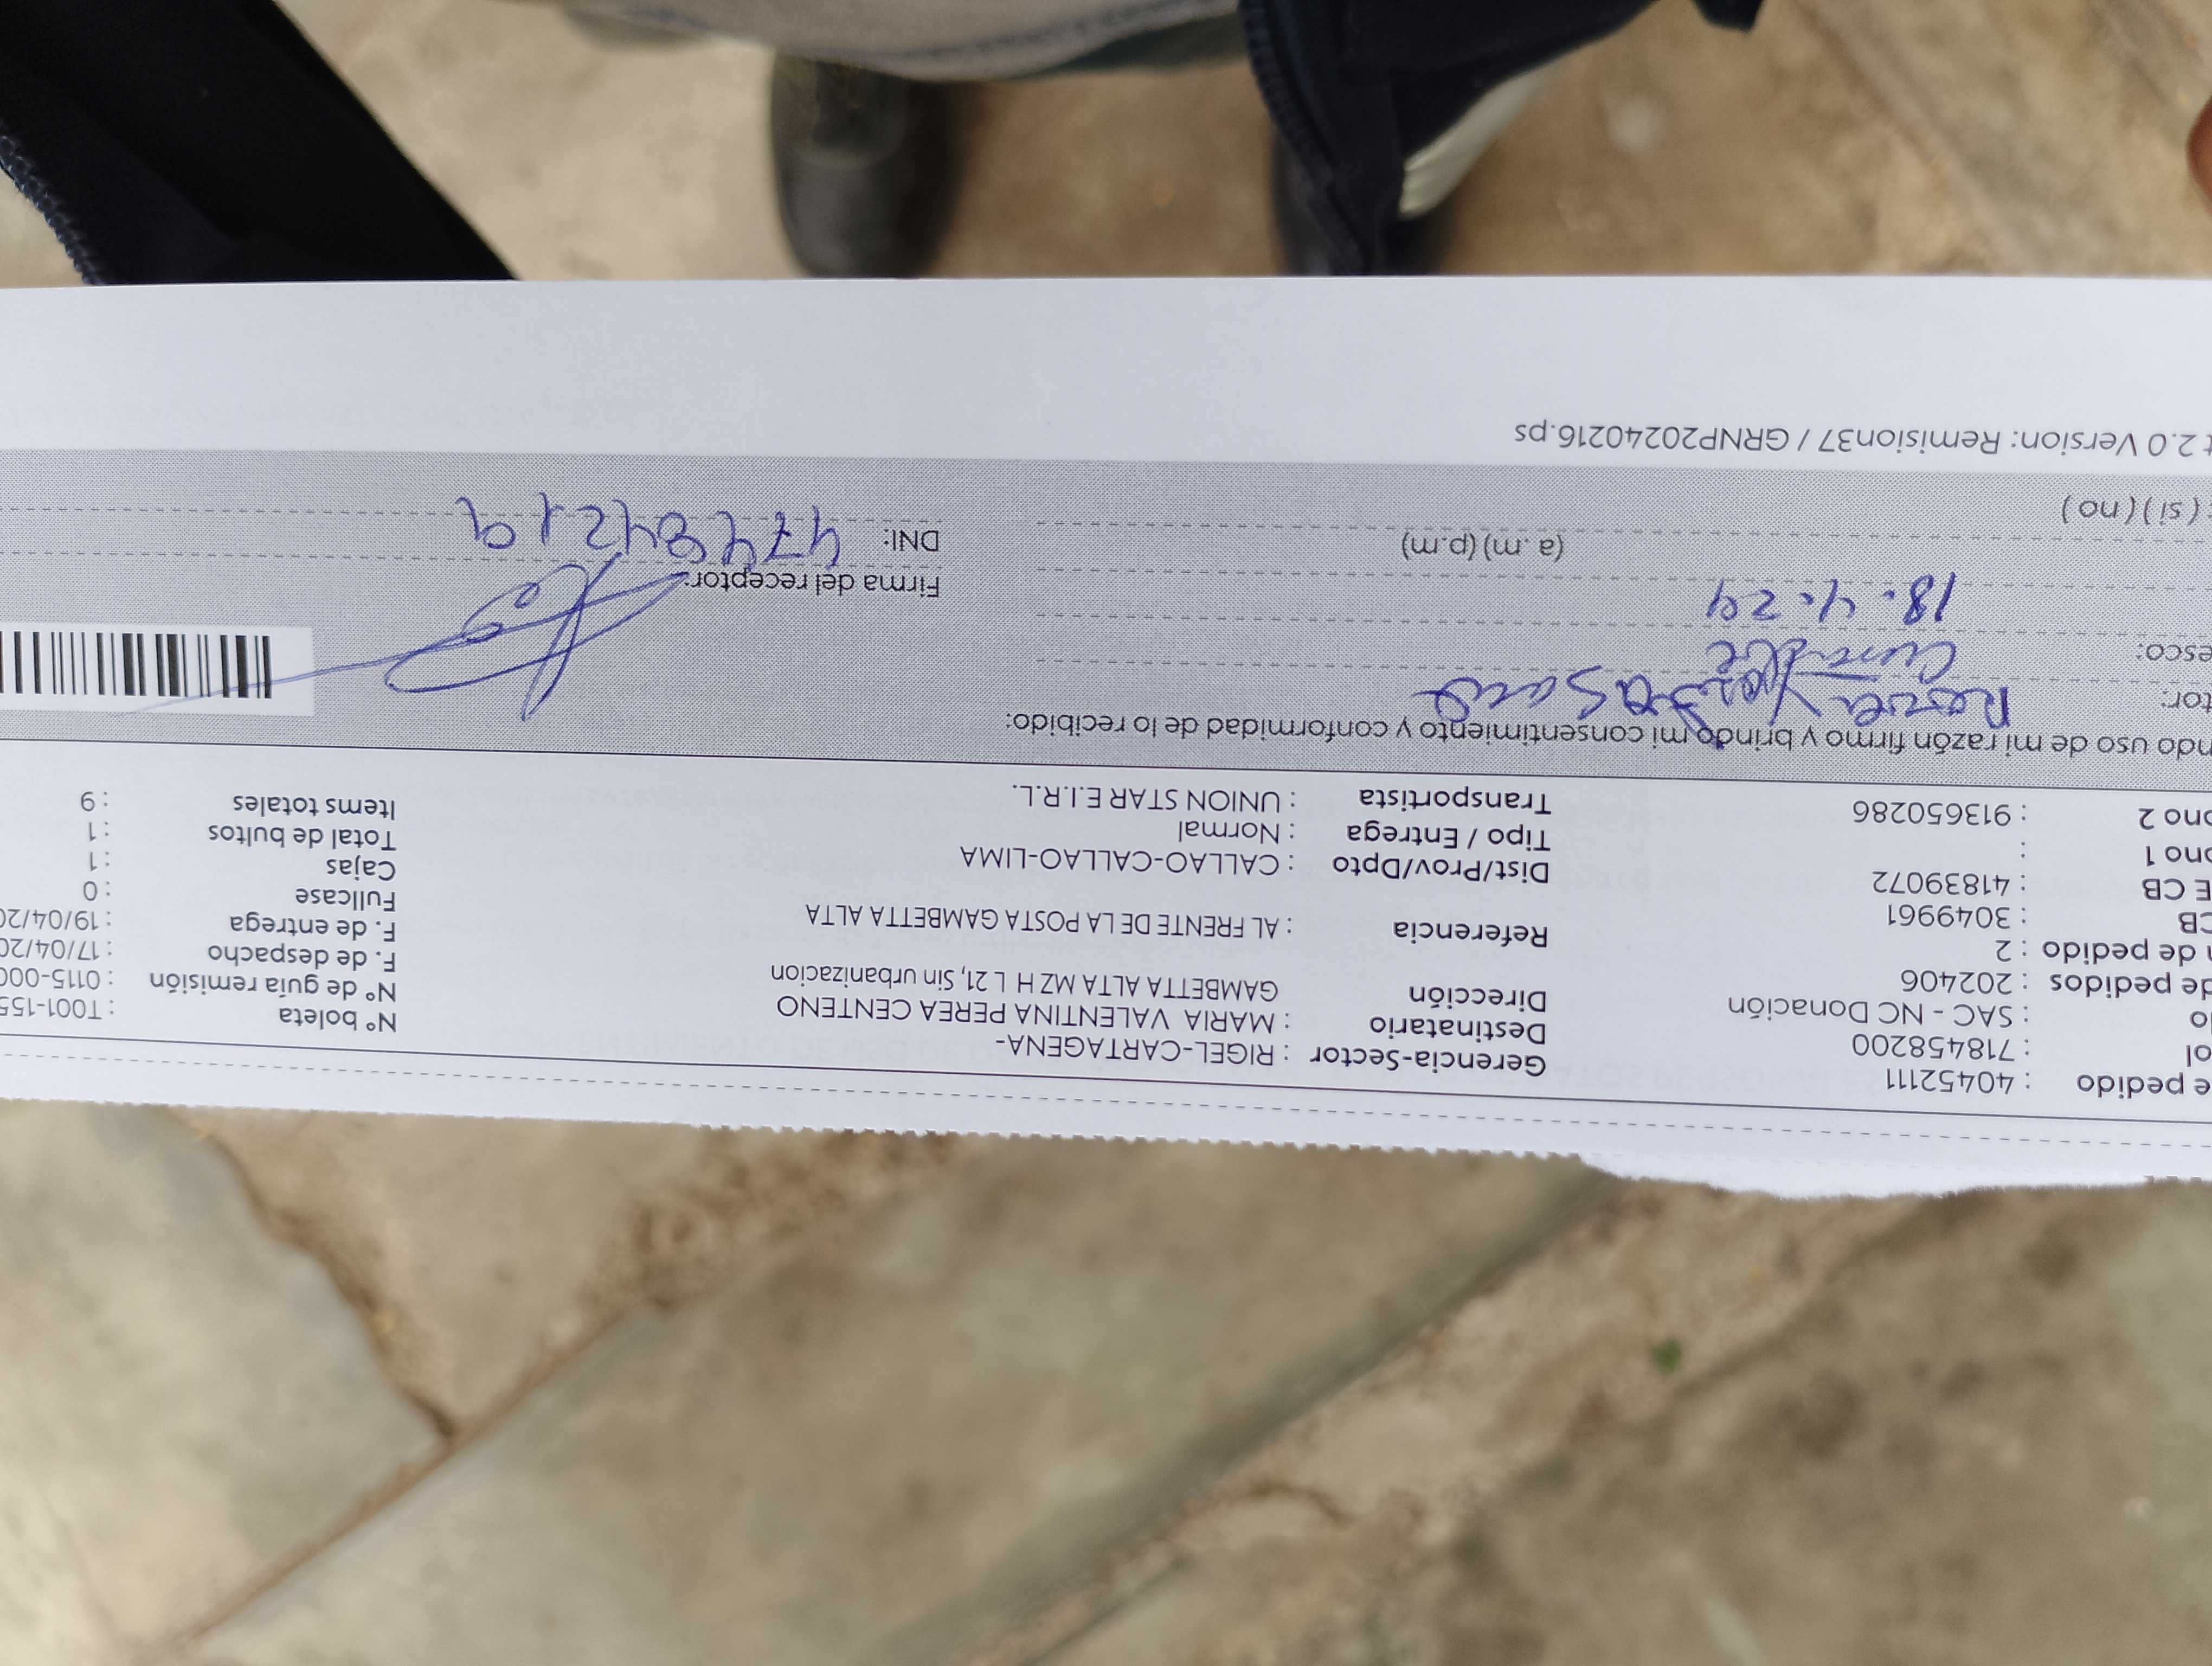 e pedido : 40452111 Gerencia-Sector : RIGEL-CARTAGENA- Nº boleta : T001-155
ol : 718458200 Destinatario : MARIA VALENTINA PEREA CENTENO Nº de guía remisión : 0115-000
o : SAC - NC Donación Dirección GAMBETTA ALTA MZ H L 21, Sin urbanizacion F. de despacho : 17/04/20
de pedidos : 202406 Referencia : AL FRENTE DE LA POSTA GAMBETTA ALTA F. de entrega : 19/04/20
n de pedido : 2 Dist/Prov/Dpto : CALLAO-CALLAO-LIMA Fullcase : 0
CB : 3049961 Tipo / Entrega : Normal Cajas : 1
E CB : 41839072 Transportista : UNION STAR E.I.R.L. Total de bultos : 1
ono 1 : Items totales : 9
ono 2 : 913650286
ndo uso de mi razón firmo y brindo mi consentimiento y conformidad de lo recibido:
tor:
esco:
18.4.24 Firma del receptor:
(a.m) (p.m) DNI:
: (si) (no)
t 2.0 Version: Remision37 / GRNP20240216.ps